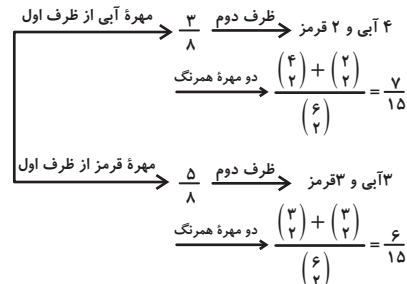 مهرهٔ آبی از ظرف اول ۳/۸ ظرف دوم ۴ آبی و ۲ قرمز
دو مهرهٔ همرنگ (۴ ۲) + (۲ ۲) / (۶ ۲) = ۷/۱۵
مهرهٔ قرمز از ظرف اول ۵/۸ ظرف دوم ۳آبی و ۳قرمز
دو مهرهٔ همرنگ (۳ ۲) + (۳ ۲) / (۶ ۲) = ۶/۱۵